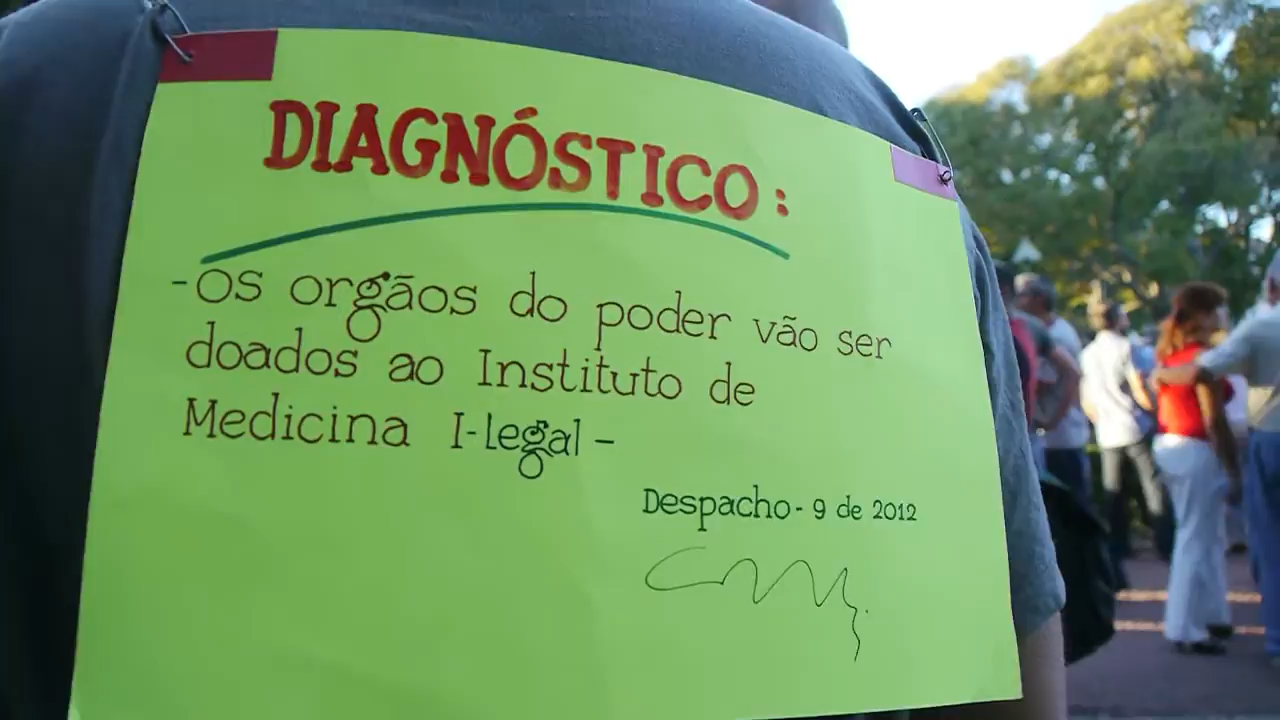 DIAGNÓSTICO:
-Os orgãos do poder vão ser
doados ao Instituto de
Medicina I-legal-
Despacho- 9 de 2012